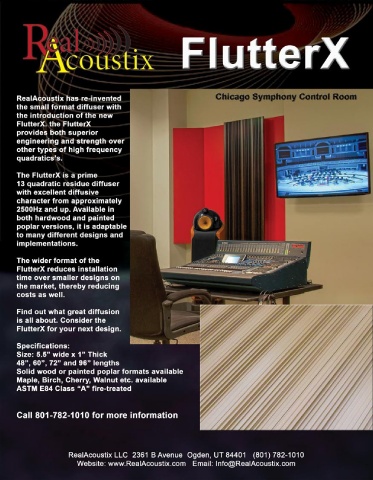 Real Acoustix
FlutterX
Chicago Symphony Control Room
RealAcoustix has re-invented
the small format diffuser with
the introduction of the new
FlutterX. the FlutterX
provides both superior
engineering and strength over
other types of high frequency
quadratics's.
The FlutterX is a prime
13 quadratic residue diffuser
with excellent diffusive
character from approximately
2500Hz and up. Available in
both hardwood and painted
poplar versions, it is adaptable
to many different designs and
implementations.
The wider format of the
FlutterX reduces installation
time over smaller designs on
the market, thereby reducing
costs as well.
Find out what great diffusion
is all about. Consider the
FlutterX for your next design.
Specifications:
Size: 5.5" wide x 1" Thick
48", 60", 72" and 96" lengths
Solid wood or painted poplar formats available
Maple, Birch, Cherry, Walnut etc. available
ASTM E84 Class "A" fire-treated
Call 801-782-1010 for more information
RealAcoustix LLC 2361 B Avenue Ogden, UT 84401 (801) 782-1010
Website: www.RealAcoustix.com Email: Info@RealAcoustix.com